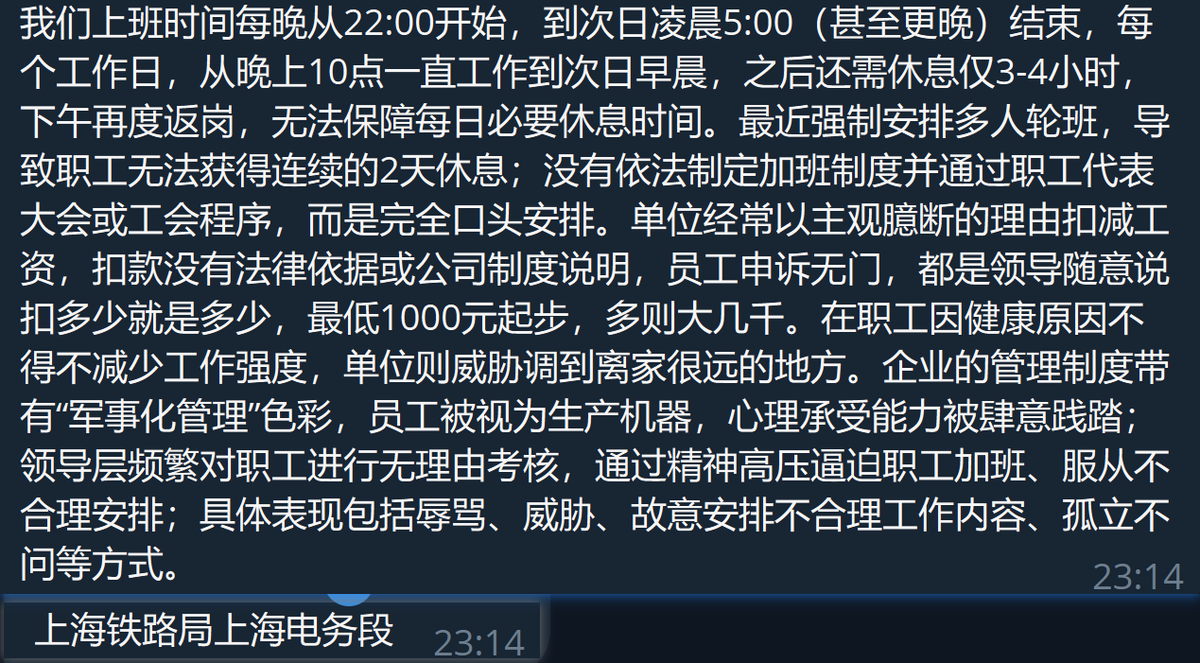 我们上班时间每晚从22:00开始，到次日凌晨5:00（甚至更晚）结束，每
个工作日，从晚上10点一直工作到次日早晨，之后还需休息仅3-4小时，
下午再度返岗，无法保障每日必要休息时间。最近强制安排多人轮班，导
致职工无法获得连续的2天休息；没有依法制定加班制度并通过职工代表
大会或工会程序，而是完全口头安排。单位经常以主观臆断的理由扣减工
资，扣款没有法律依据或公司制度说明，员工申诉无门，都是领导随意说
扣多少就是多少，最低1000元起步，多则大几千。在职工因健康原因不
得不减少工作强度，单位则威胁调到离家很远的地方。企业的管理制度带
有“军事化管理”色彩，员工被视为生产机器，心理承受能力被肆意践踏；
领导层频繁对职工进行无理由考核，通过精神高压逼迫职工加班、服从不
合理安排；具体表现包括辱骂、威胁、故意安排不合理工作内容、孤立不
问等方式。
23:14
上海铁路局上海电务段
23:14